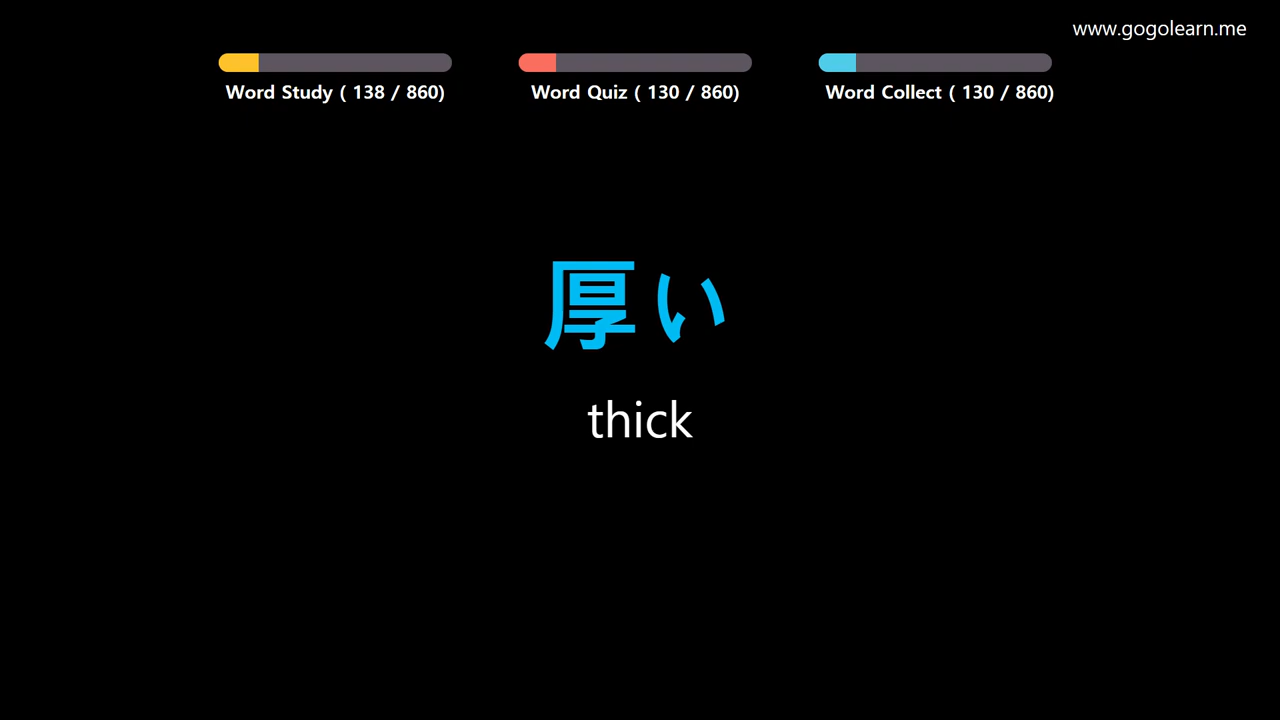 www.gogolearn.me
Word Study ( 138 / 860)
Word Quiz ( 130 / 860)
Word Collect ( 130 / 860)
厚い
thick